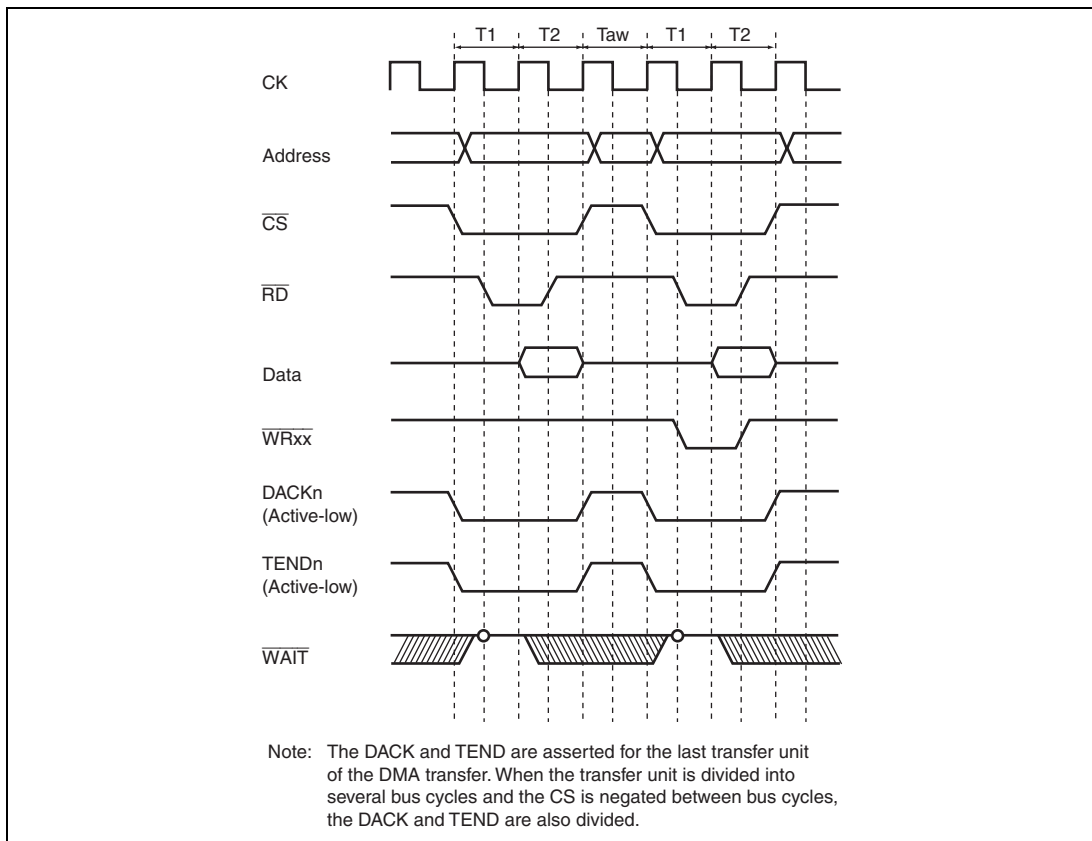 T1 T2 Taw T1 T2
CK
Address
CS
RD
Data
WRxx
DACKn
(Active-low)
TENDn
(Active-low)
WAIT
Note: The DACK and TEND are asserted for the last transfer unit
of the DMA transfer. When the transfer unit is divided into
several bus cycles and the CS is negated between bus cycles,
the DACK and TEND are also divided.